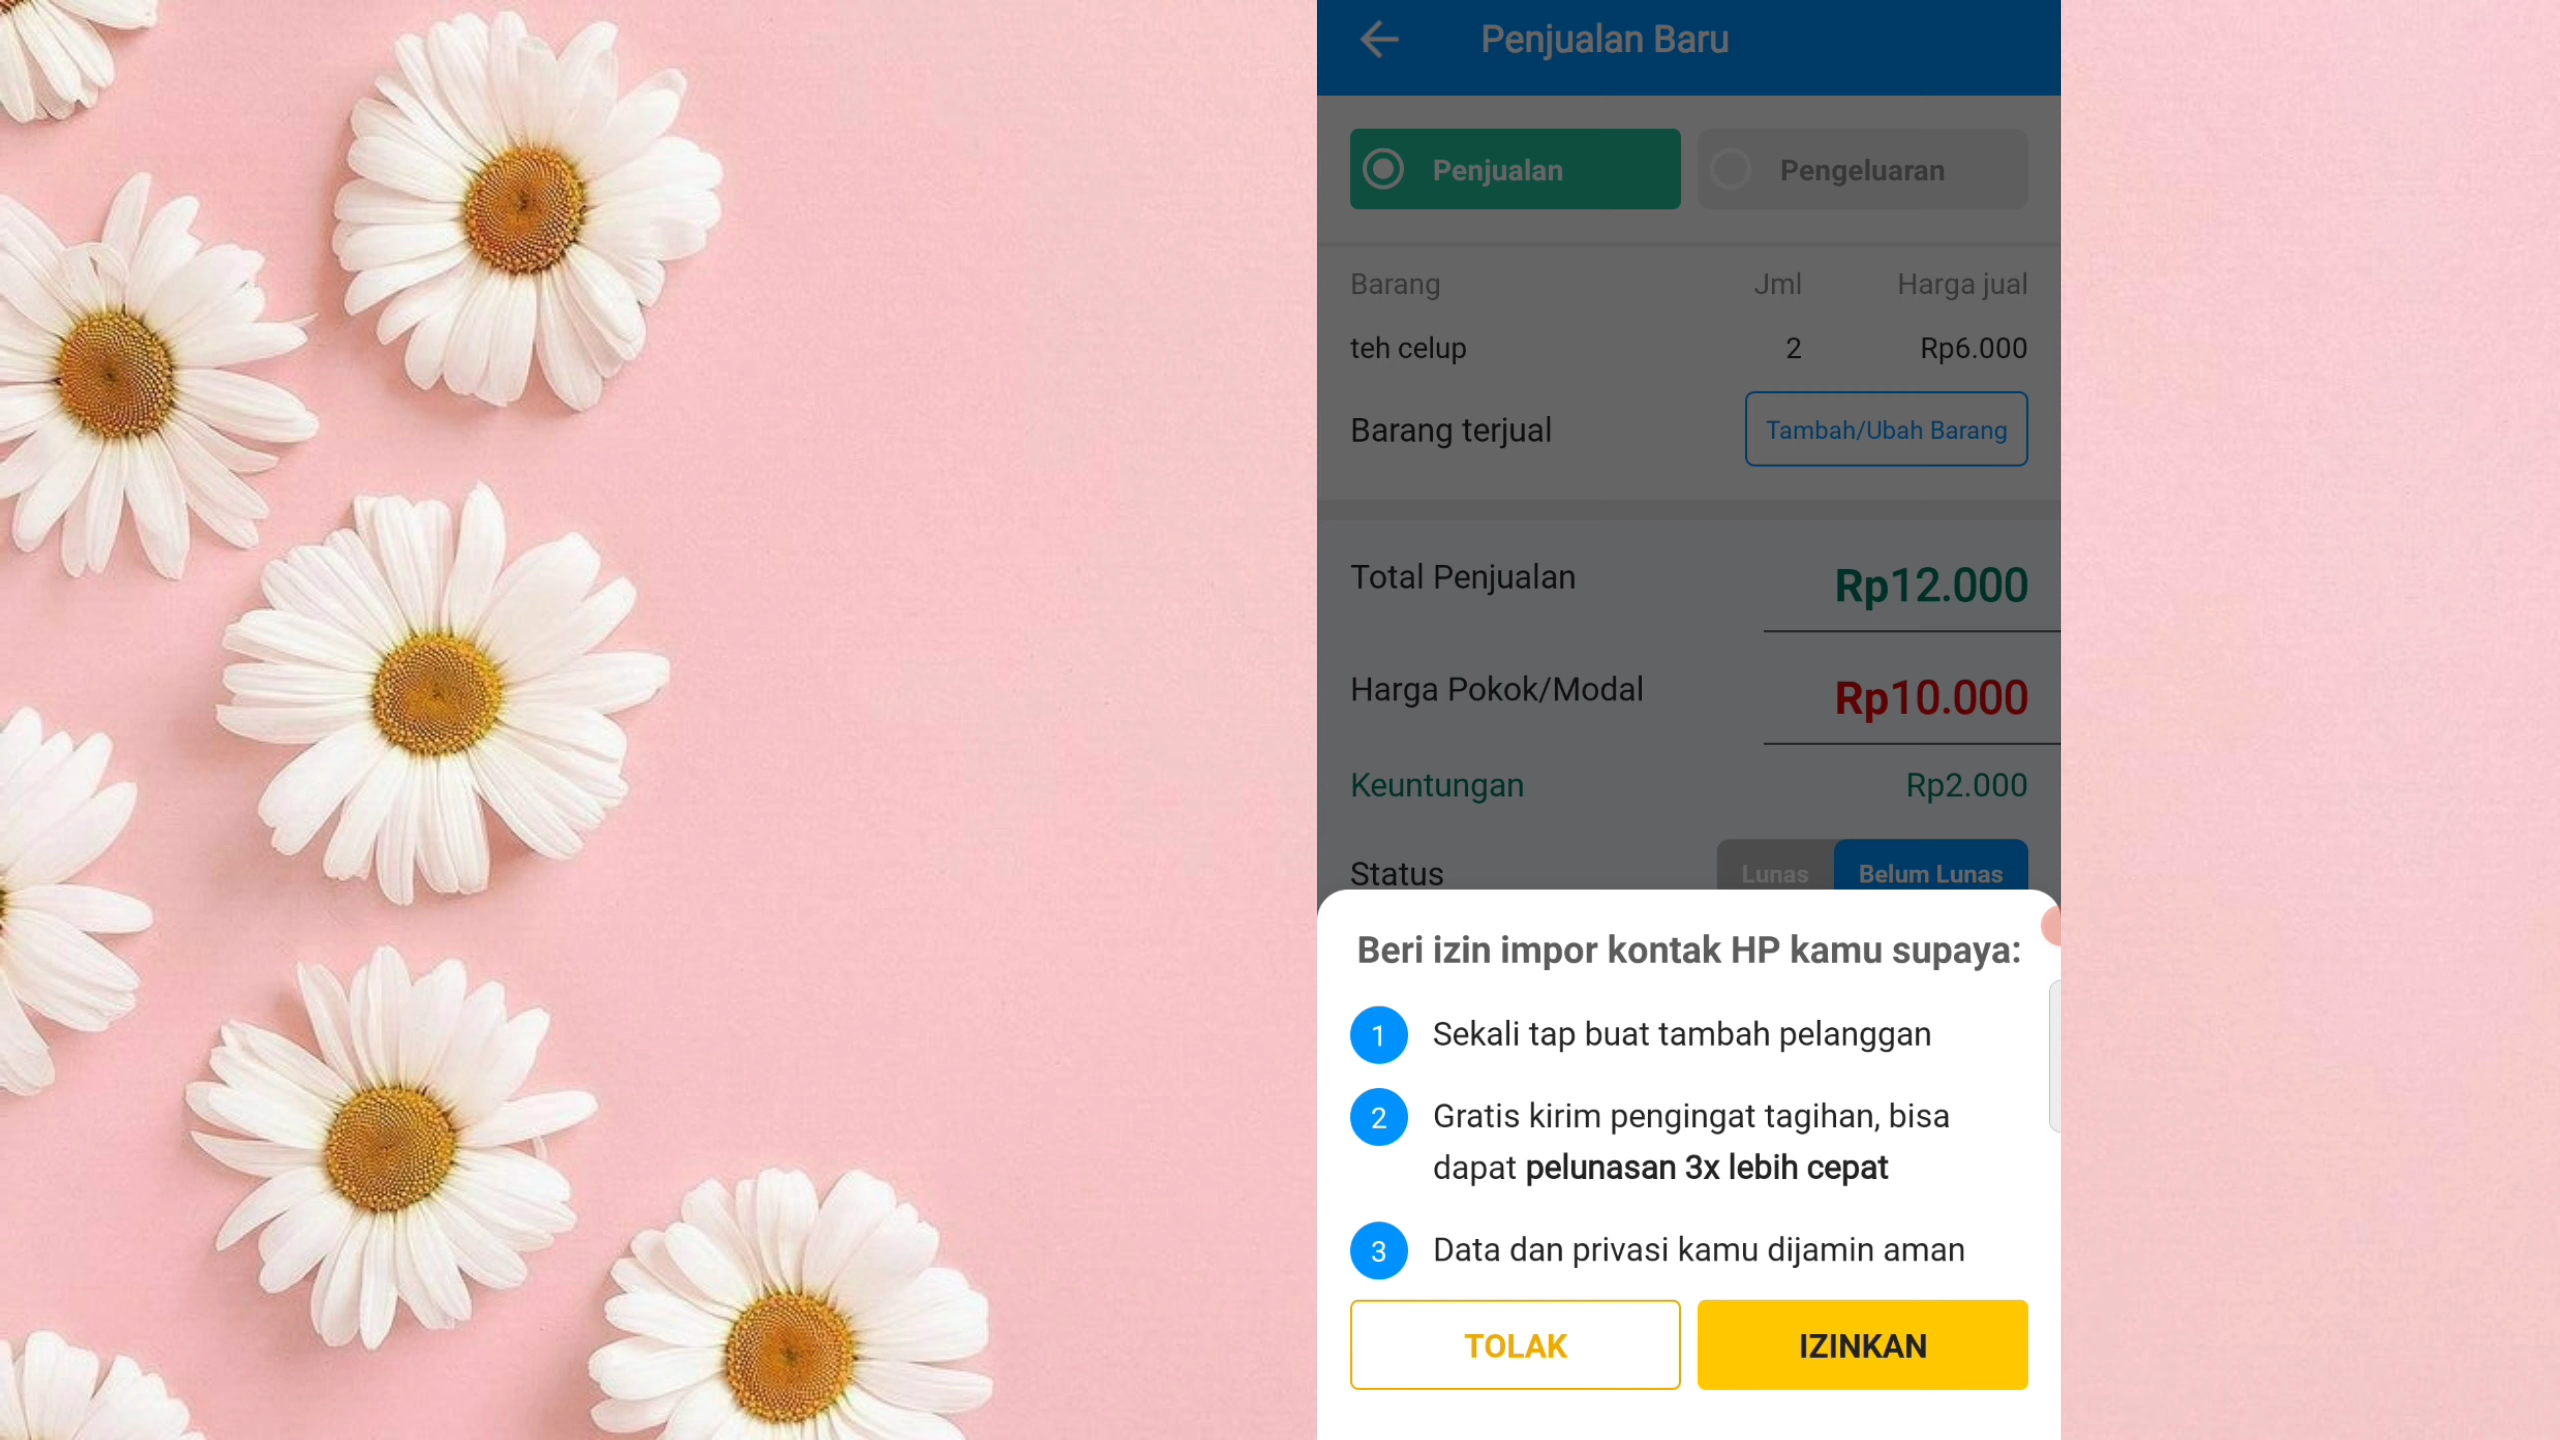 Penjualan Baru
Penjualan
Pengeluaran
Barang Jml Harga jual
teh celup 2 Rp6.000
Barang terjual Tambah/Ubah Barang
Total Penjualan Rp12.000
Harga Pokok/Modal Rp10.000
Keuntungan Rp2.000
Status Lunas Belum Lunas
Beri izin impor kontak HP kamu supaya:
1 Sekali tap buat tambah pelanggan
2 Gratis kirim pengingat tagihan, bisa
dapat pelunasan 3x lebih cepat
3 Data dan privasi kamu dijamin aman
TOLAK IZINKAN